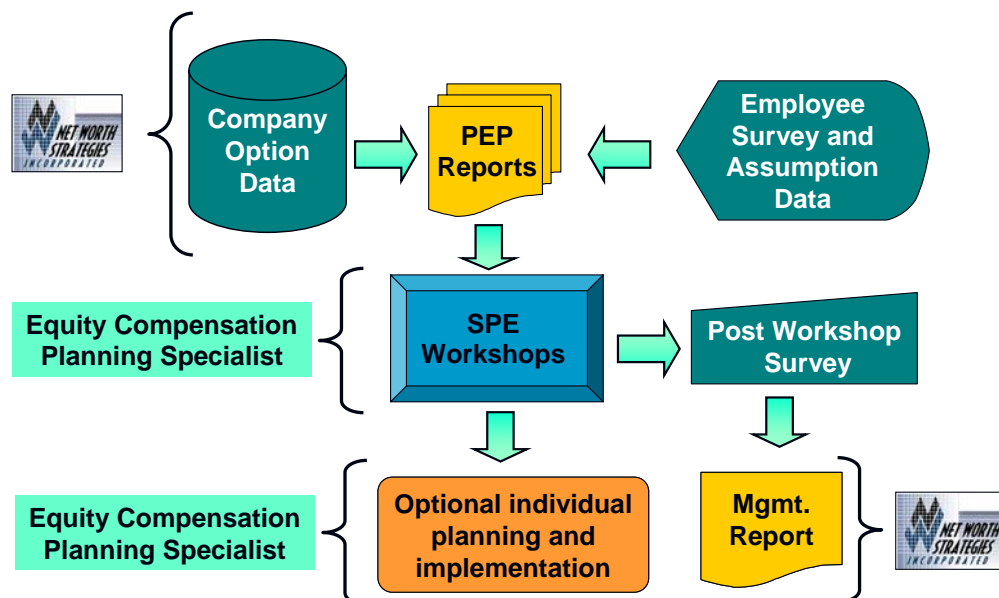 Company
Option
Data
PEP
Reports
Employee
Survey and
Assumption
Data
NET WORTH
STRATEGIES
INCORPORATED
Equity Compensation
Planning Specialist
SPE
Workshops
Post Workshop
Survey
Equity Compensation
Planning Specialist
Optional individual
planning and
implementation
Mgmt.
Report
NET WORTH
STRATEGIES
INCORPORATED